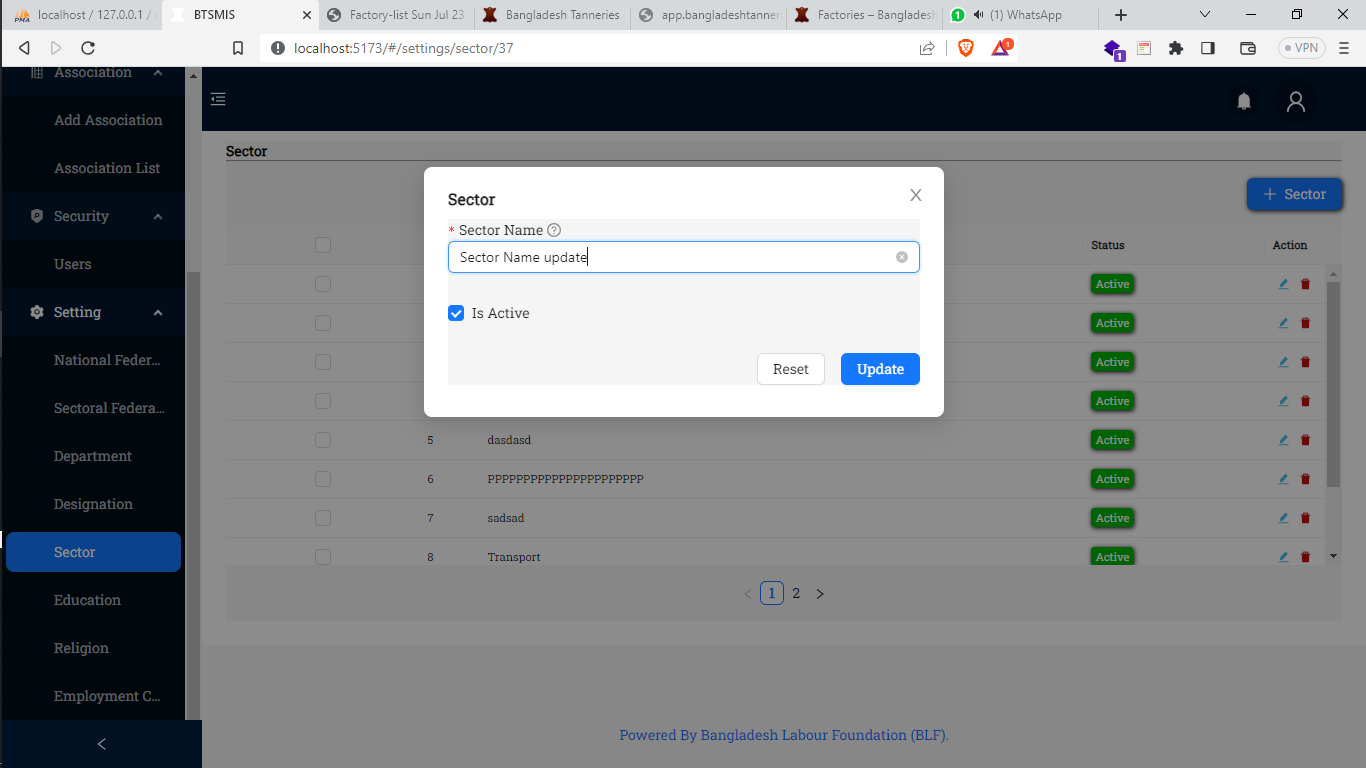 localhost / 127.0.0.1 /
BTSMIS
Factory-list Sun Jul 23
Bangladesh Tanneries
app.bangladeshtanner
Factories – Bangladesh
(1) WhatsApp
localhost:5173/#/settings/sector/37
VPN
Association
Add Association
Association List
Security
Users
Setting
National Feder...
Sectoral Federa...
Department
Designation
Sector
Education
Religion
Employment C...
Sector
+ Sector
Status
Action
Active
Active
Active
Active
5 dasdasd Active
6 PPPPPPPPPPPPPPPPPPPPPP Active
7 sadsad Active
8 Transport Active
1 2
Sector
* Sector Name
Sector Name update
Is Active
Reset
Update
Powered By Bangladesh Labour Foundation (BLF).